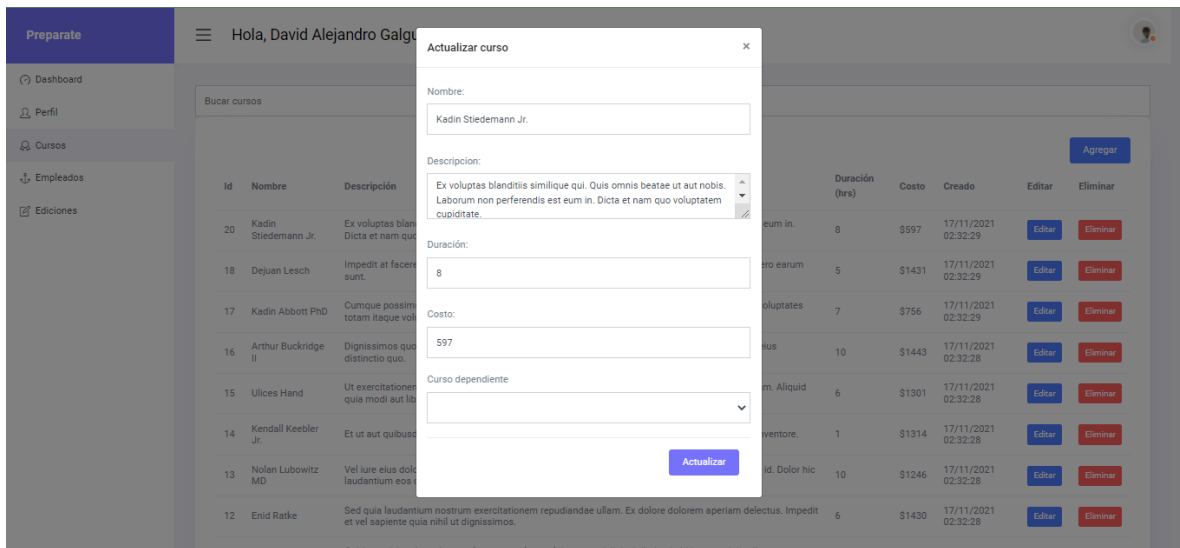 Preparate
Hola, David Alejandro Galgu
Dashboard
Perfil
Cursos
Empleados
Ediciones
Bucar cursos
Agregar
Actualizar curso
×
Nombre:
Kadin Stiedemann Jr.
Descripcion:
Ex voluptas blanditiis similique qui. Quis omnis beatae ut aut nobis.
Laborum non perferendis est eum in. Dicta et nam quo voluptatem
cupiditate.
Duración:
8
Costo:
597
Curso dependiente
Actualizar
Id Nombre Descripción Duración (hrs) Costo Creado Editar Eliminar
20 Kadin Stiedemann Jr. Ex voluptas blan eum in. 8 $597 17/11/2021 Editar Eliminar
Dicta et nam quo 02:32:29
18 Dejuan Lesch Impedit at facere ero earum 5 $1431 17/11/2021 Editar Eliminar
sunt. 02:32:29
17 Kadin Abbott PhD Cumque possim oluptates 7 $756 17/11/2021 Editar Eliminar
totam itaque volu 02:32:29
16 Arthur Buckridge II Dignissimos quo eius 10 $1443 17/11/2021 Editar Eliminar
distinctio quo. 02:32:28
15 Ulices Hand Ut exercitationem m. Aliquid 6 $1301 17/11/2021 Editar Eliminar
quia modi aut lib 02:32:28
14 Kendall Keebler Jr. Et ut aut quibusd nventore. 1 $1314 17/11/2021 Editar Eliminar
02:32:28
13 Nolan Lubowitz MD Vel iure eius dolo id. Dolor hic 10 $1246 17/11/2021 Editar Eliminar
laudantium eos 02:32:28
12 Enid Ratke Sed quia laudantium nostrum exercitationem repudiandae ullam. Ex dolore dolorem aperiam delectus. Impedit 6 $1430 17/11/2021 Editar Eliminar
et vel sapiente quia nihil ut dignissimos. 02:32:28